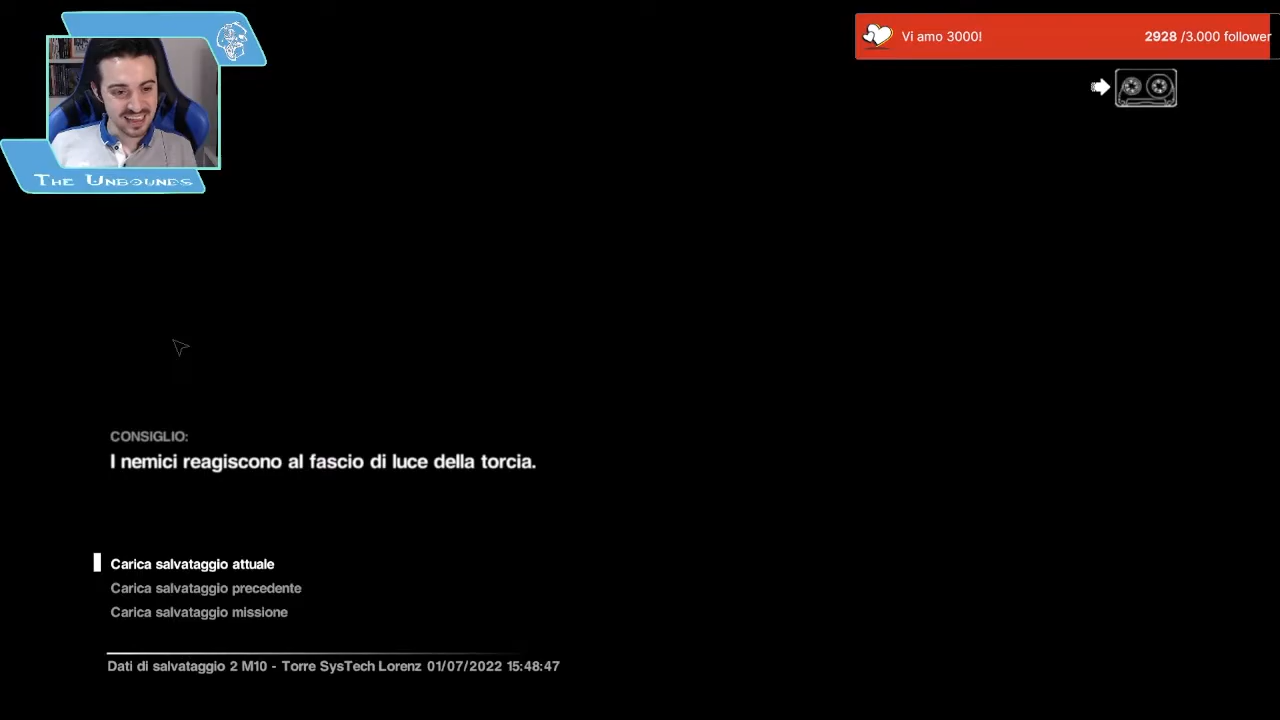 Vi amo 3000!
2928 /3.000 follower
The Unbounds
CONSIGLIO:
I nemici reagiscono al fascio di luce della torcia.
Carica salvataggio attuale
Carica salvataggio precedente
Carica salvataggio missione
Dati di salvataggio 2 M10 - Torre SysTech Lorenz 01/07/2022 15:48:47